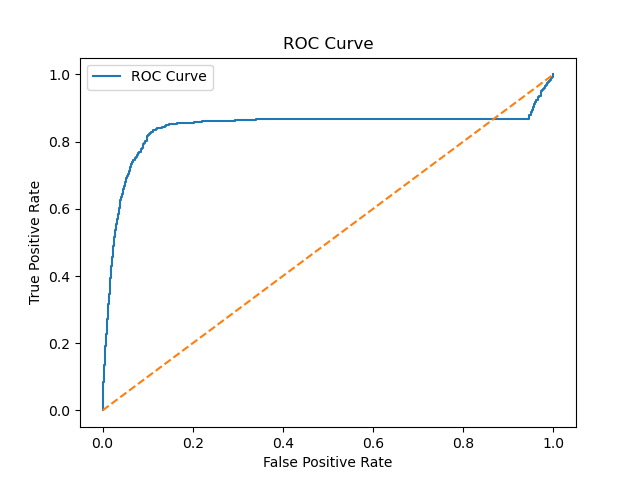 ROC Curve
ROC Curve
1.0
0.8
0.6
0.4
0.2
0.0
True Positive Rate
0.0 0.2 0.4 0.6 0.8 1.0
False Positive Rate